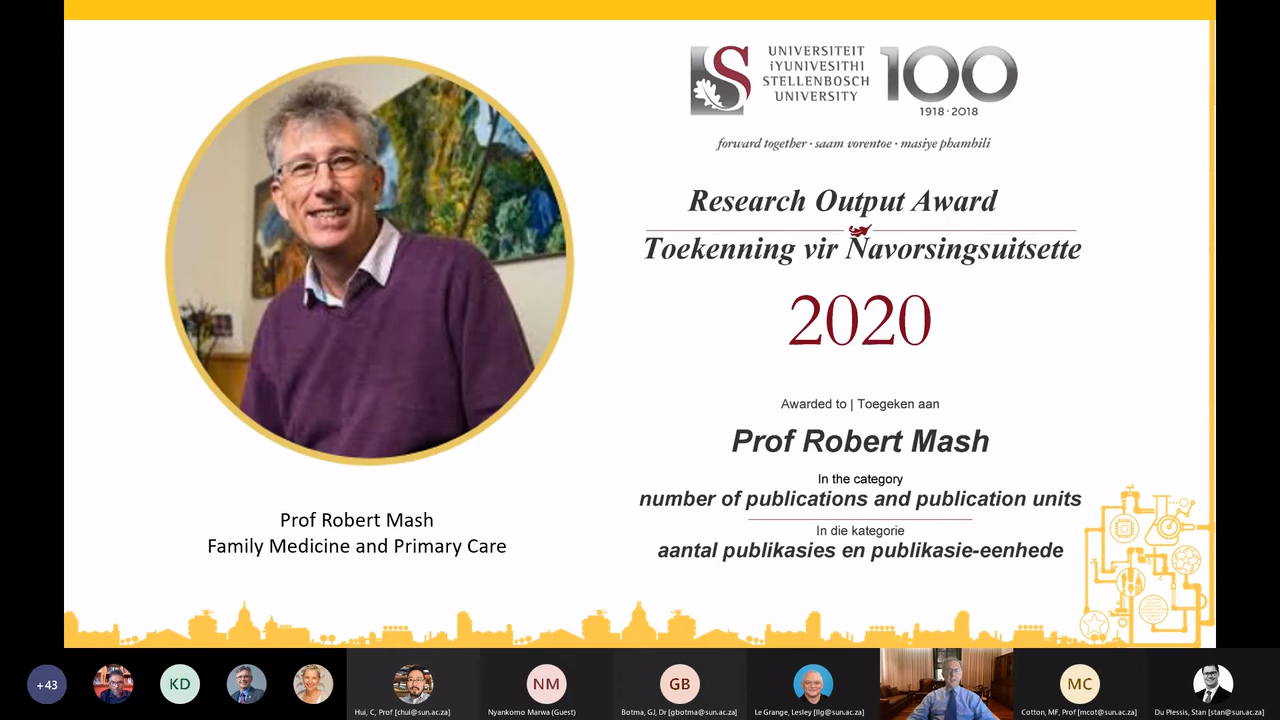 UNIVERSITEIT
iYUNIVESITHI
STELLENBOSCH
UNIVERSITY
100
1918 · 2018
forward together · saam vorentoe · masiye phambili
Research Output Award
Toekenning vir Navorsingsuitsette
2020
Awarded to | Toegeken aan
Prof Robert Mash
In the category
number of publications and publication units
In die kategorie
aantal publikasies en publikasie-eenhede
Prof Robert Mash
Family Medicine and Primary Care
+43
KD
NM
GB
MC
Hui, C, Prof [chui@sun.ac.za]
Nyankomo Marwa (Guest)
Botma, GJ, Dr [gbotma@sun.ac.za]
Le Grange, Lesley [llg@sun.ac.za]
Cotton, MF, Prof [mcot@sun.ac.za]
Du Plessis, Stan [stan@sun.ac.za]